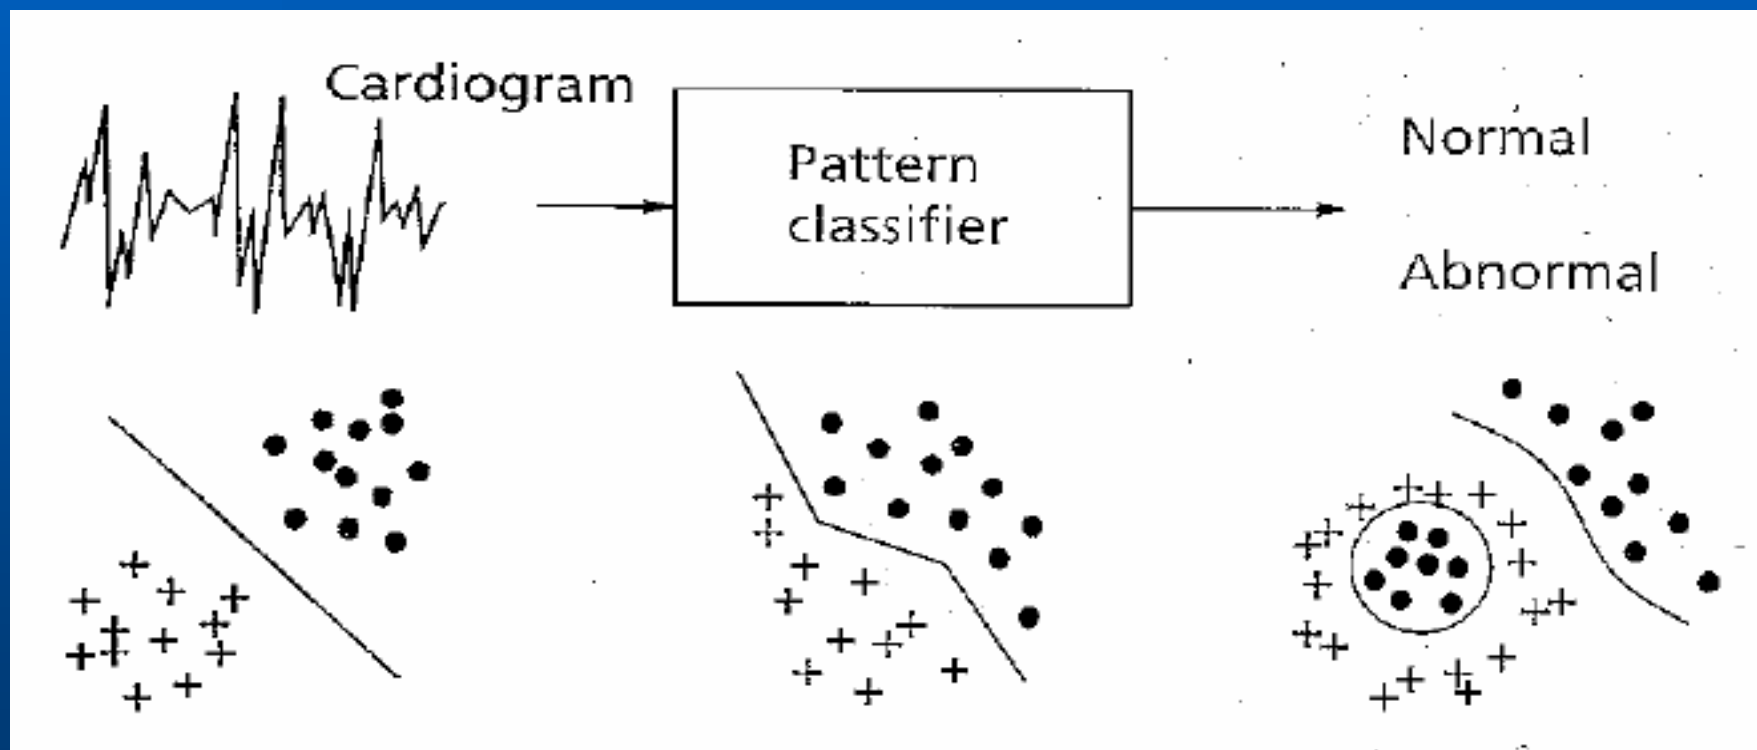 Cardiogram
Pattern
classifier
Normal
Abnormal